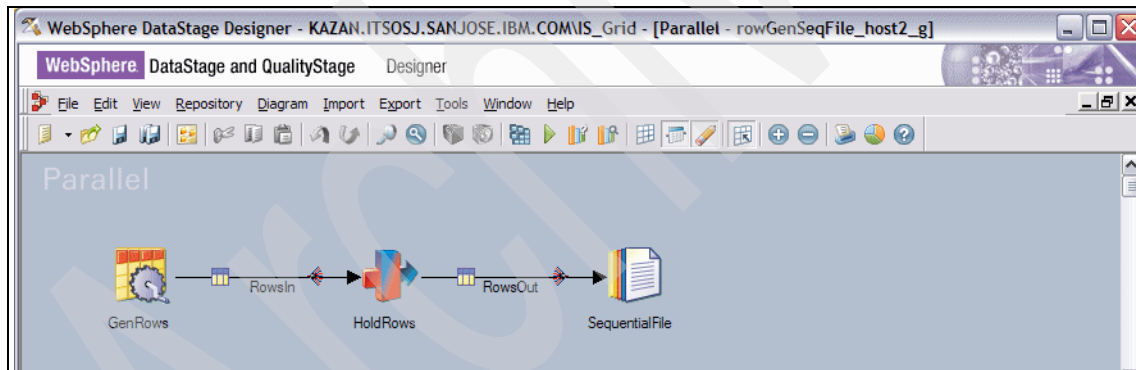 WebSphere DataStage Designer - KAZAN.ITSOSJ.SANJOSE.IBM.COM\IS_Grid - [Parallel - rowGenSeqFile_host2_g]
WebSphere. DataStage and QualityStage Designer
File Edit View Repository Diagram Import Export Tools Window Help
Parallel
RowsIn RowsOut
GenRows HoldRows SequentialFile